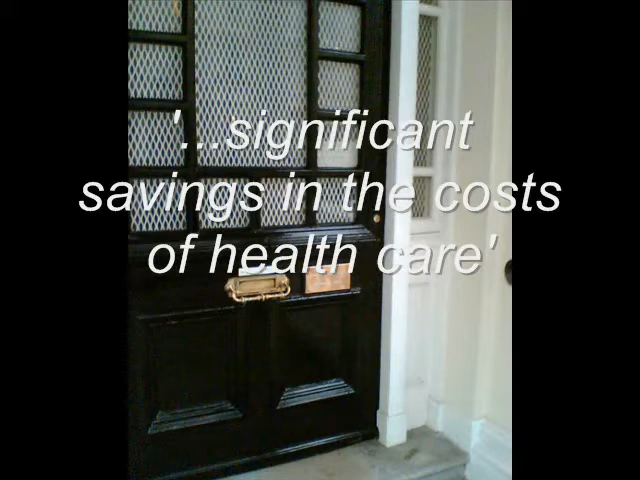 '...significant
savings in the costs
of health care'